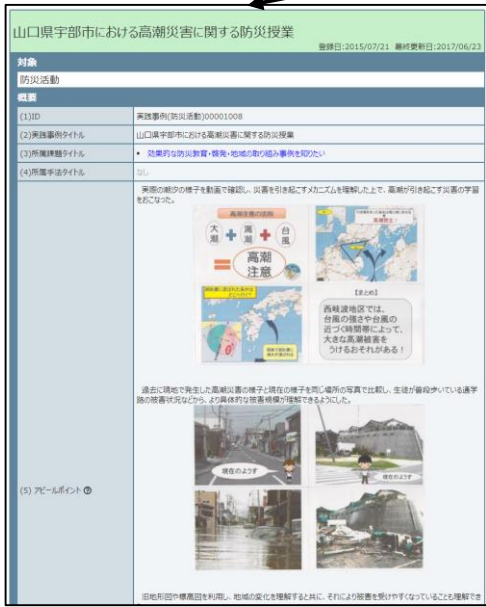 山口県宇部市における高潮災害に関する防災授業
登録日:2015/07/21 最終更新日:2017/06/23
対象
防災活動
概要
(1)ID
実践事例(防災活動)00001008
(2)実践事例タイトル
山口県宇部市における高潮災害に関する防災授業
(3)所属課題タイトル
• 効果的な防災教育・啓発・地域の取り組み事例を知りたい
(4)所属手法タイトル
なし
(5) アピールポイント
実際の潮汐の様子を動画で確認し、災害を引き起こすメカニズムを理解した上で、高潮が引き起こす災害の学習
をおこなった。
高潮注意の法則
大潮 + 満潮 + 台風
= 高潮注意
【まとめ】
西岐波地区では、
台風の強さや台風の
近づく時間帯によって、
大きな高潮被害を
うけるおそれがある!
過去に現地で発生した高潮災害の様子と現在の様子を同じ場所の写真で比較し、生徒が普段歩いている通学
路の被害状況などから、より具体的な被害規模が理解できるようにした。
現在のようす
現在のようす
旧地形図や標高図を利用し、地域の変化を理解すると共に、それにより被害を受けやすくなっていることも理解でき